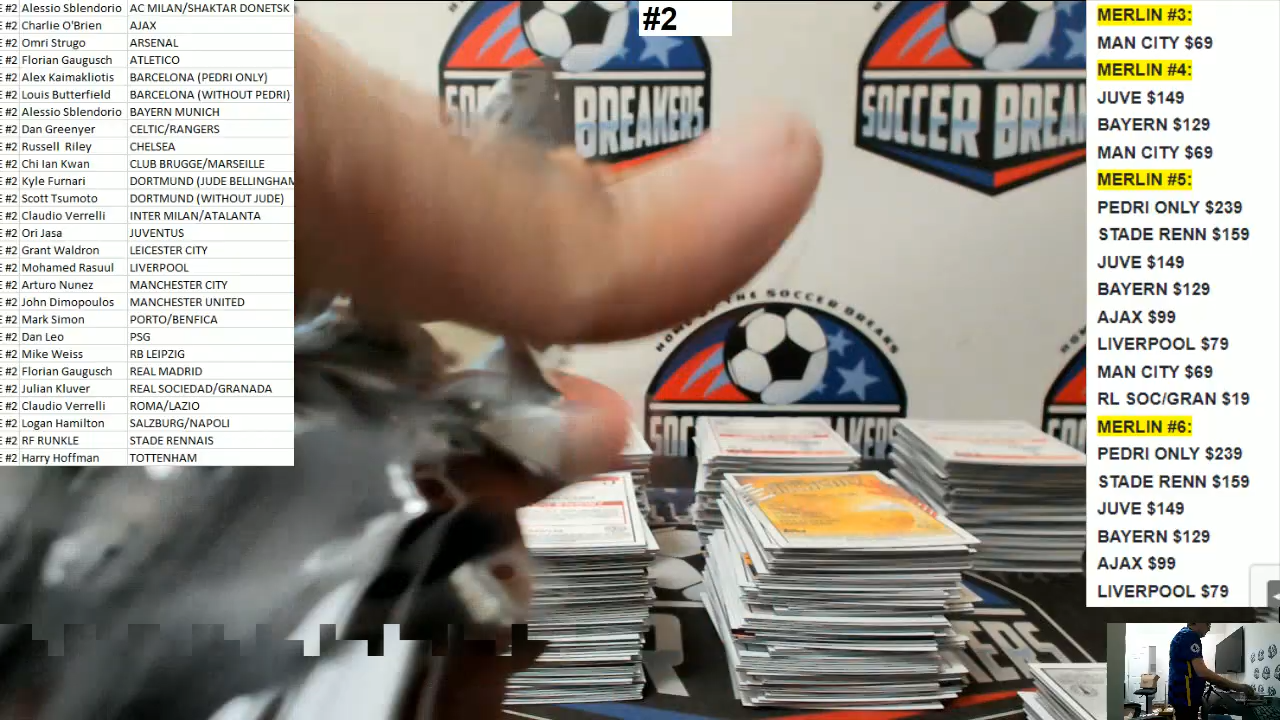 E #2 Alessio Sblendorio AC MILAN/SHAKTAR DONETSK
E #2 Charlie O'Brien AJAX
E #2 Omri Strugo ARSENAL
E #2 Florian Gaugusch ATLETICO
E #2 Alex Kaimakliotis BARCELONA (PEDRI ONLY)
E #2 Louis Butterfield BARCELONA (WITHOUT PEDRI)
E #2 Alessio Sblendorio BAYERN MUNICH
E #2 Dan Greenyer CELTIC/RANGERS
E #2 Russell Riley CHELSEA
E #2 Chi Ian Kwan CLUB BRUGGE/MARSEILLE
E #2 Kyle Furnari DORTMUND (JUDE BELLINGHAM
E #2 Scott Tsumoto DORTMUND (WITHOUT JUDE)
E #2 Claudio Verrelli INTER MILAN/ATALANTA
E #2 Ori Jasa JUVENTUS
E #2 Grant Waldron LEICESTER CITY
E #2 Mohamed Rasuul LIVERPOOL
E #2 Arturo Nunez MANCHESTER CITY
E #2 John Dimopoulos MANCHESTER UNITED
E #2 Mark Simon PORTO/BENFICA
E #2 Dan Leo PSG
E #2 Mike Weiss RB LEIPZIG
E #2 Florian Gaugusch REAL MADRID
E #2 Julian Kluver REAL SOCIEDAD/GRANADA
E #2 Claudio Verrelli ROMA/LAZIO
E #2 Logan Hamilton SALZBURG/NAPOLI
E #2 RF RUNKLE STADE RENNAIS
E #2 Harry Hoffman TOTTENHAM
#2
BREAKERS
SOCCER BREAKERS
THE SOCCER BREAKS
MERLIN #3:
MAN CITY $69
MERLIN #4:
JUVE $149
BAYERN $129
MAN CITY $69
MERLIN #5:
PEDRI ONLY $239
STADE RENN $159
JUVE $149
BAYERN $129
AJAX $99
LIVERPOOL $79
MAN CITY $69
RL SOC/GRAN $19
MERLIN #6:
PEDRI ONLY $239
STADE RENN $159
JUVE $149
BAYERN $129
AJAX $99
LIVERPOOL $79